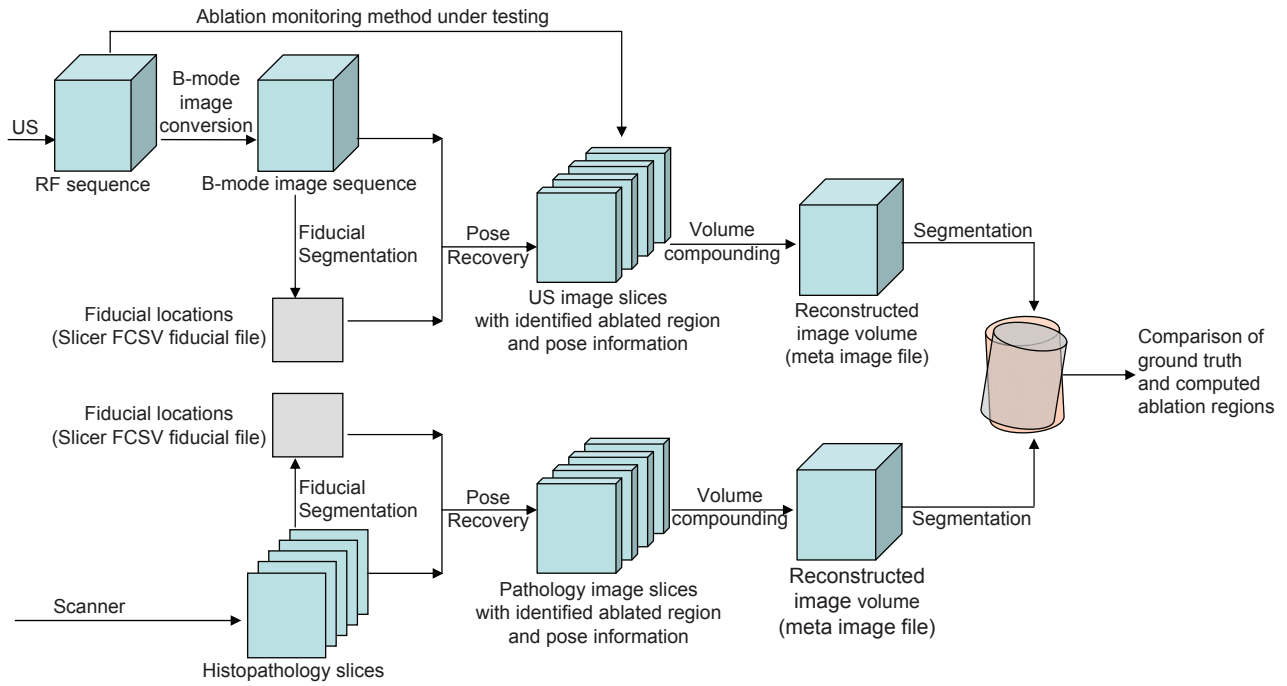 Ablation monitoring method under testing
US
RF sequence
B-mode
image
conversion
B-mode image sequence
Fiducial
Segmentation
Fiducial locations
(Slicer FCSV fiducial file)
Pose
Recovery
US image slices
with identified ablated region
and pose information
Volume
compounding
Reconstructed
image volume
(meta image file)
Segmentation
Comparison of
ground truth
and computed
ablation regions
Fiducial locations
(Slicer FCSV fiducial file)
Fiducial
Segmentation
Scanner
Histopathology slices
Pose
Recovery
Pathology image slices
with identified ablated region
and pose information
Volume
compounding
Reconstructed
image volume
(meta image file)
Segmentation